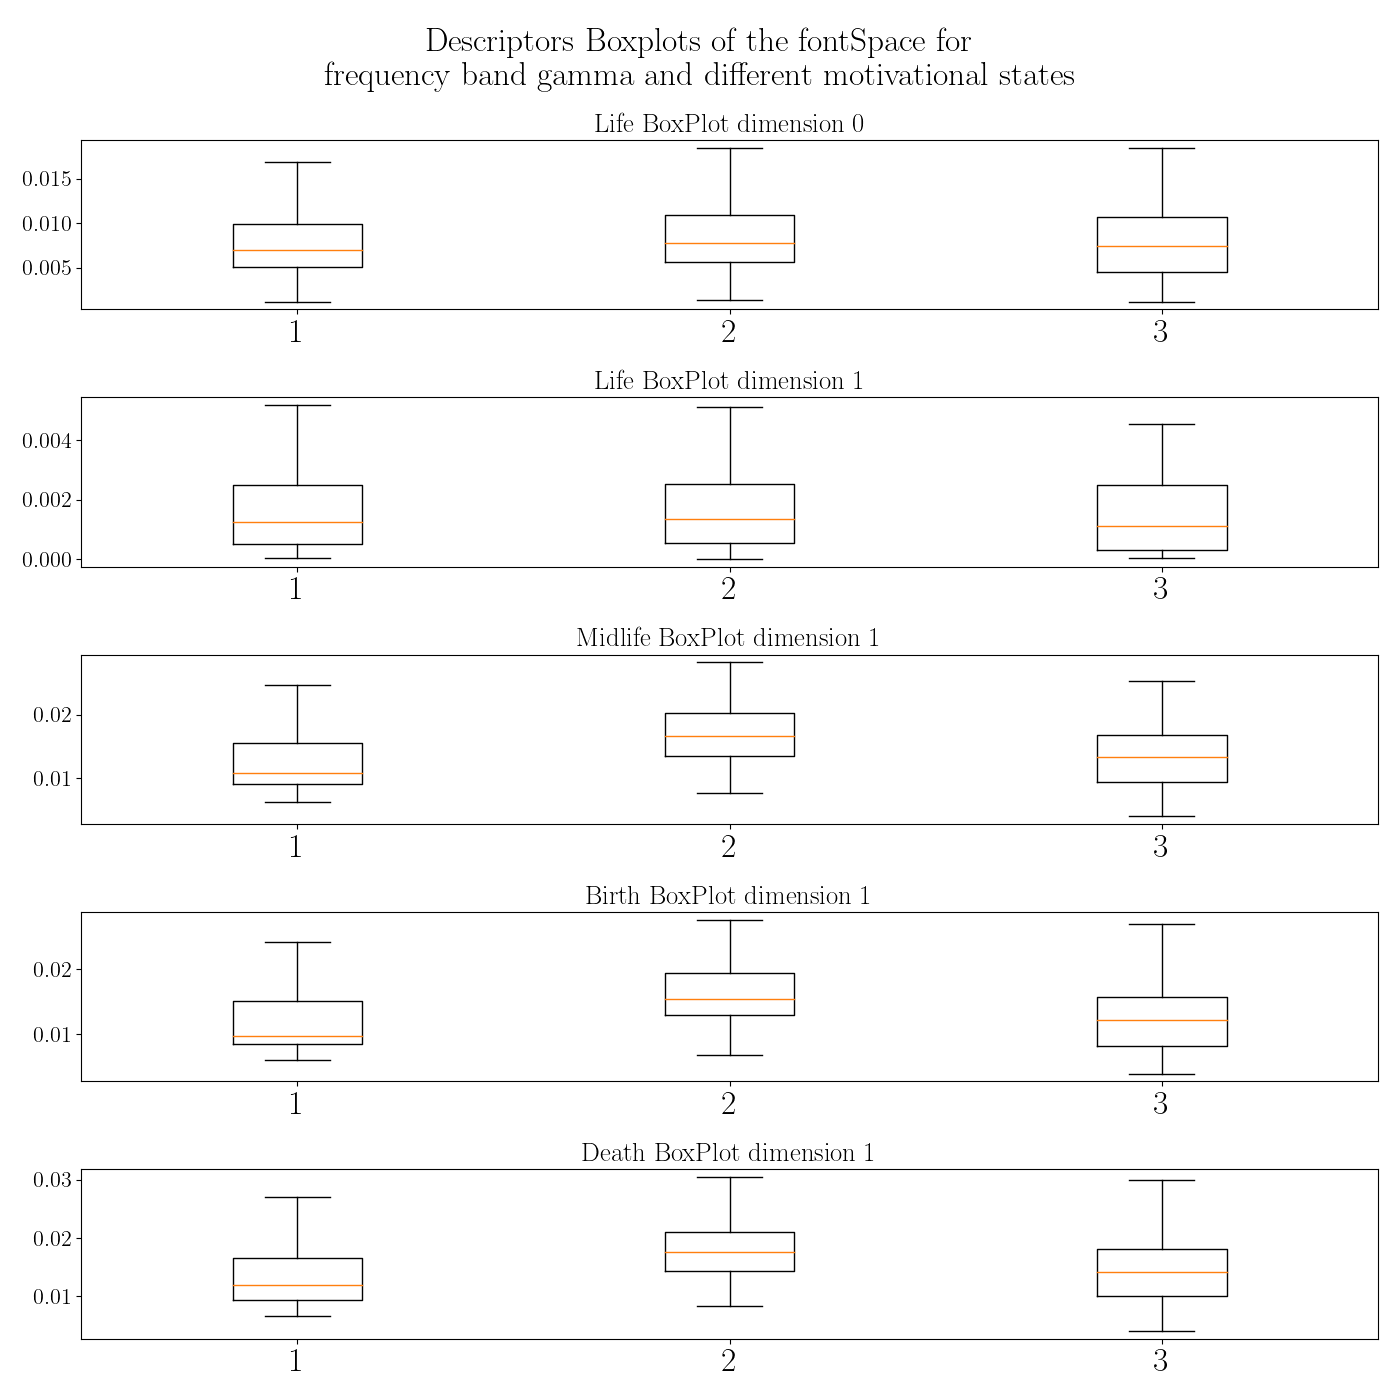 Descriptors Boxplots of the fontSpace for
frequency band gamma and different motivational states
Life BoxPlot dimension 0
0.015
0.010
0.005
1 2 3
Life BoxPlot dimension 1
0.004
0.002
0.000
1 2 3
Midlife BoxPlot dimension 1
0.02
0.01
1 2 3
Birth BoxPlot dimension 1
0.02
0.01
1 2 3
Death BoxPlot dimension 1
0.03
0.02
0.01
1 2 3